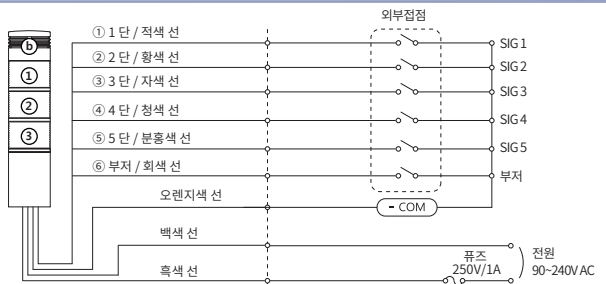 외부접점
ⓑ
①
②
③
① 1 단 / 적색 선
SIG 1
② 2 단 / 황색 선
SIG 2
③ 3 단 / 자색 선
SIG 3
④ 4 단 / 청색 선
SIG 4
⑤ 5 단 / 분홍색 선
SIG 5
⑥ 부저 / 회색 선
부저
오렌지색 선
- COM
백색 선
흑색 선
퓨즈
250V/1A
전원
90~240V AC